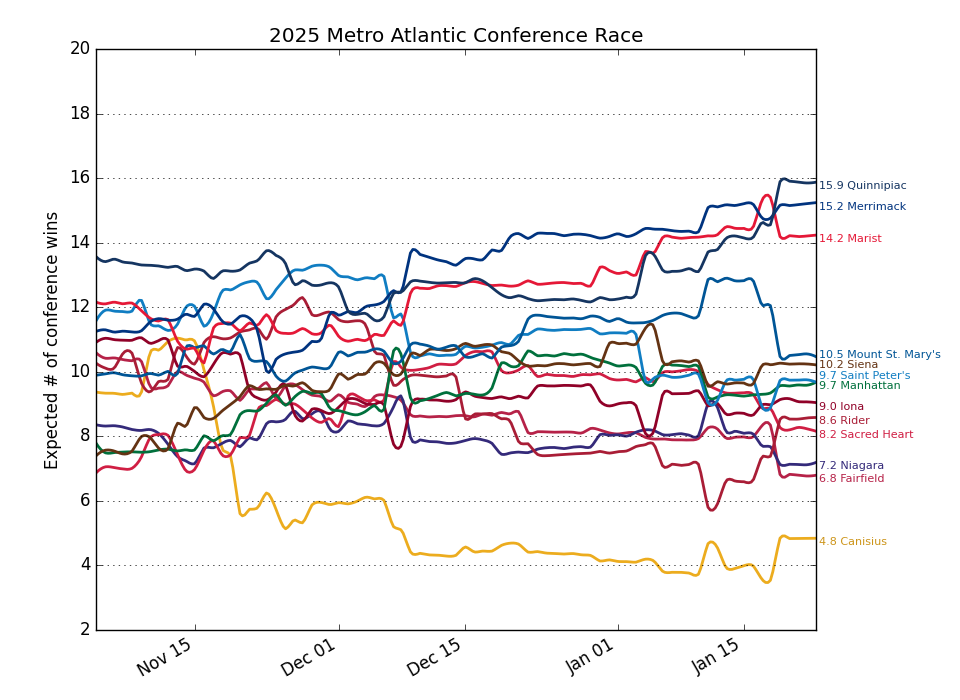 2025 Metro Atlantic Conference Race
Expected # of conference wins
20
18
16
14
12
10
8
6
4
2
Nov 15
Dec 01
Dec 15
Jan 01
Jan 15
15.9 Quinnipiac
15.2 Merrimack
14.2 Marist
10.5 Mount St. Mary's
10.2 Siena
9.7 Saint Peter's
9.7 Manhattan
9.0 Iona
8.6 Rider
8.2 Sacred Heart
7.2 Niagara
6.8 Fairfield
4.8 Canisius